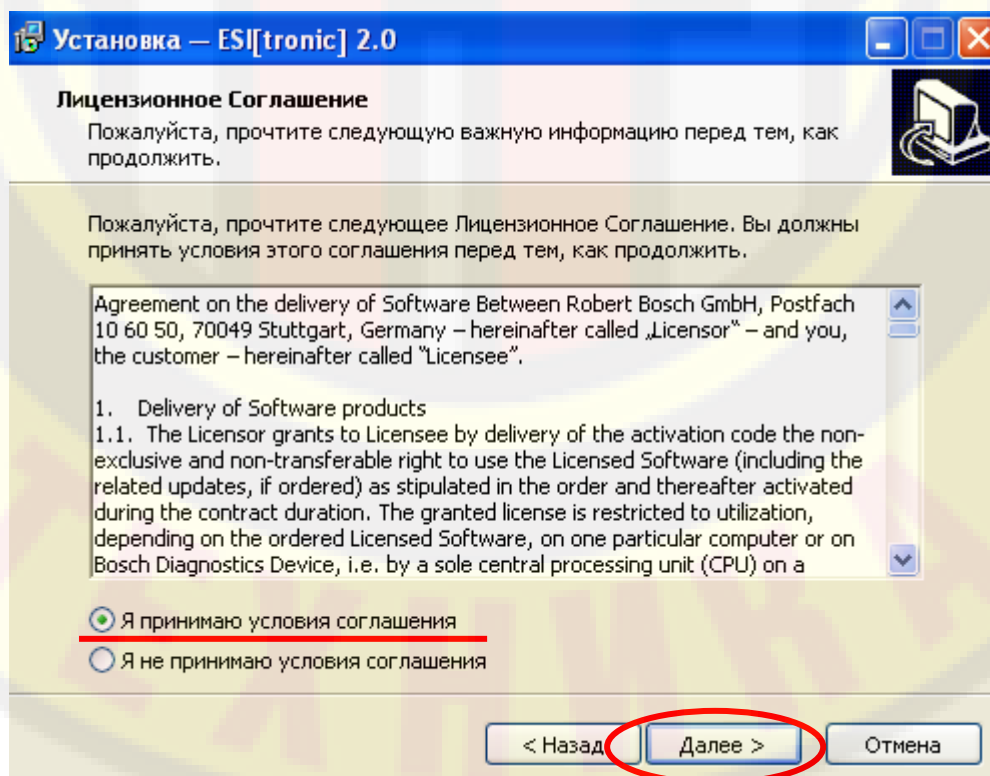 Установка — ESI[tronic] 2.0
Лицензионное Соглашение
Пожалуйста, прочтите следующую важную информацию перед тем, как
продолжить.
Пожалуйста, прочтите следующее Лицензионное Соглашение. Вы должны
принять условия этого соглашения перед тем, как продолжить.
Agreement on the delivery of Software Between Robert Bosch GmbH, Postfach
10 60 50, 70049 Stuttgart, Germany – hereinafter called „Licensor“ – and you,
the customer – hereinafter called “Licensee”.
1. Delivery of Software products
1.1. The Licensor grants to Licensee by delivery of the activation code the non-
exclusive and non-transferable right to use the Licensed Software (including the
related updates, if ordered) as stipulated in the order and thereafter activated
during the contract duration. The granted license is restricted to utilization,
depending on the ordered Licensed Software, on one particular computer or on
Bosch Diagnostics Device, i.e. by a sole central processing unit (CPU) on a
Я принимаю условия соглашения
Я не принимаю условия соглашения
< Назад
Далее >
Отмена